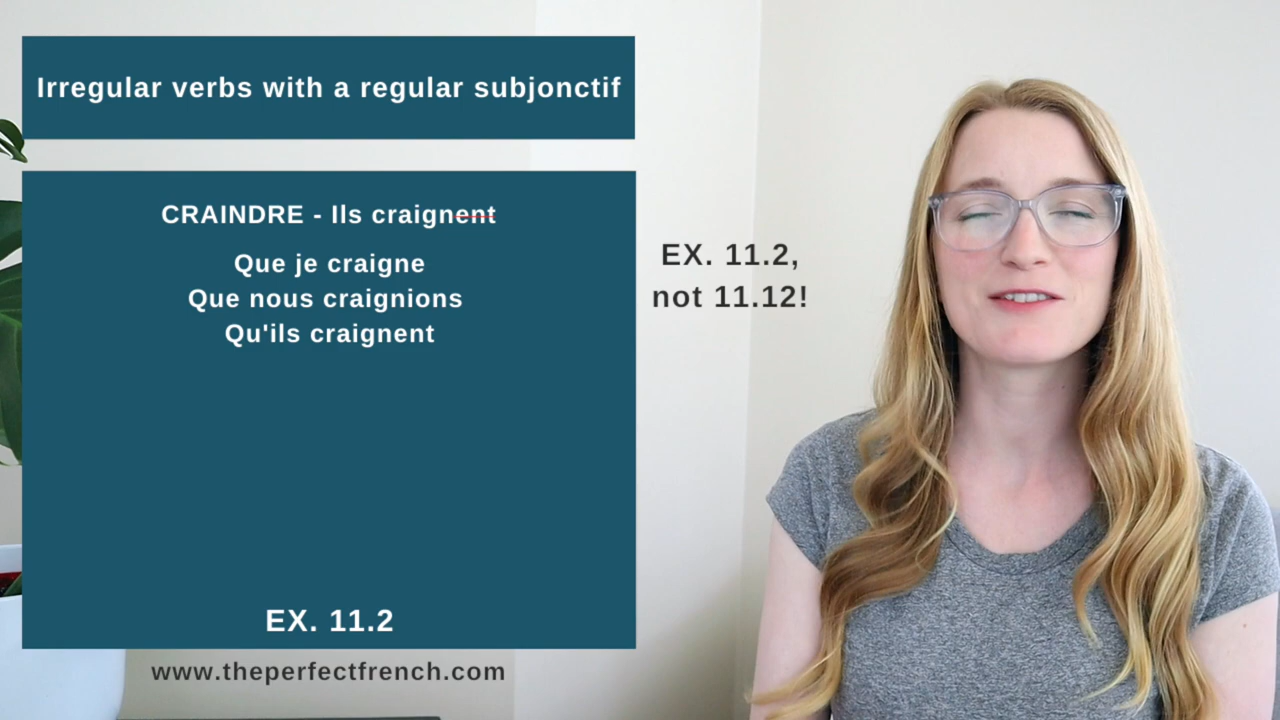 Irregular verbs with a regular subjonctif
CRAINDRE - Ils craignent
Que je craigne
Que nous craignions
Qu'ils craignent
EX. 11.2,
not 11.12!
EX. 11.2
www.theperfectfrench.com